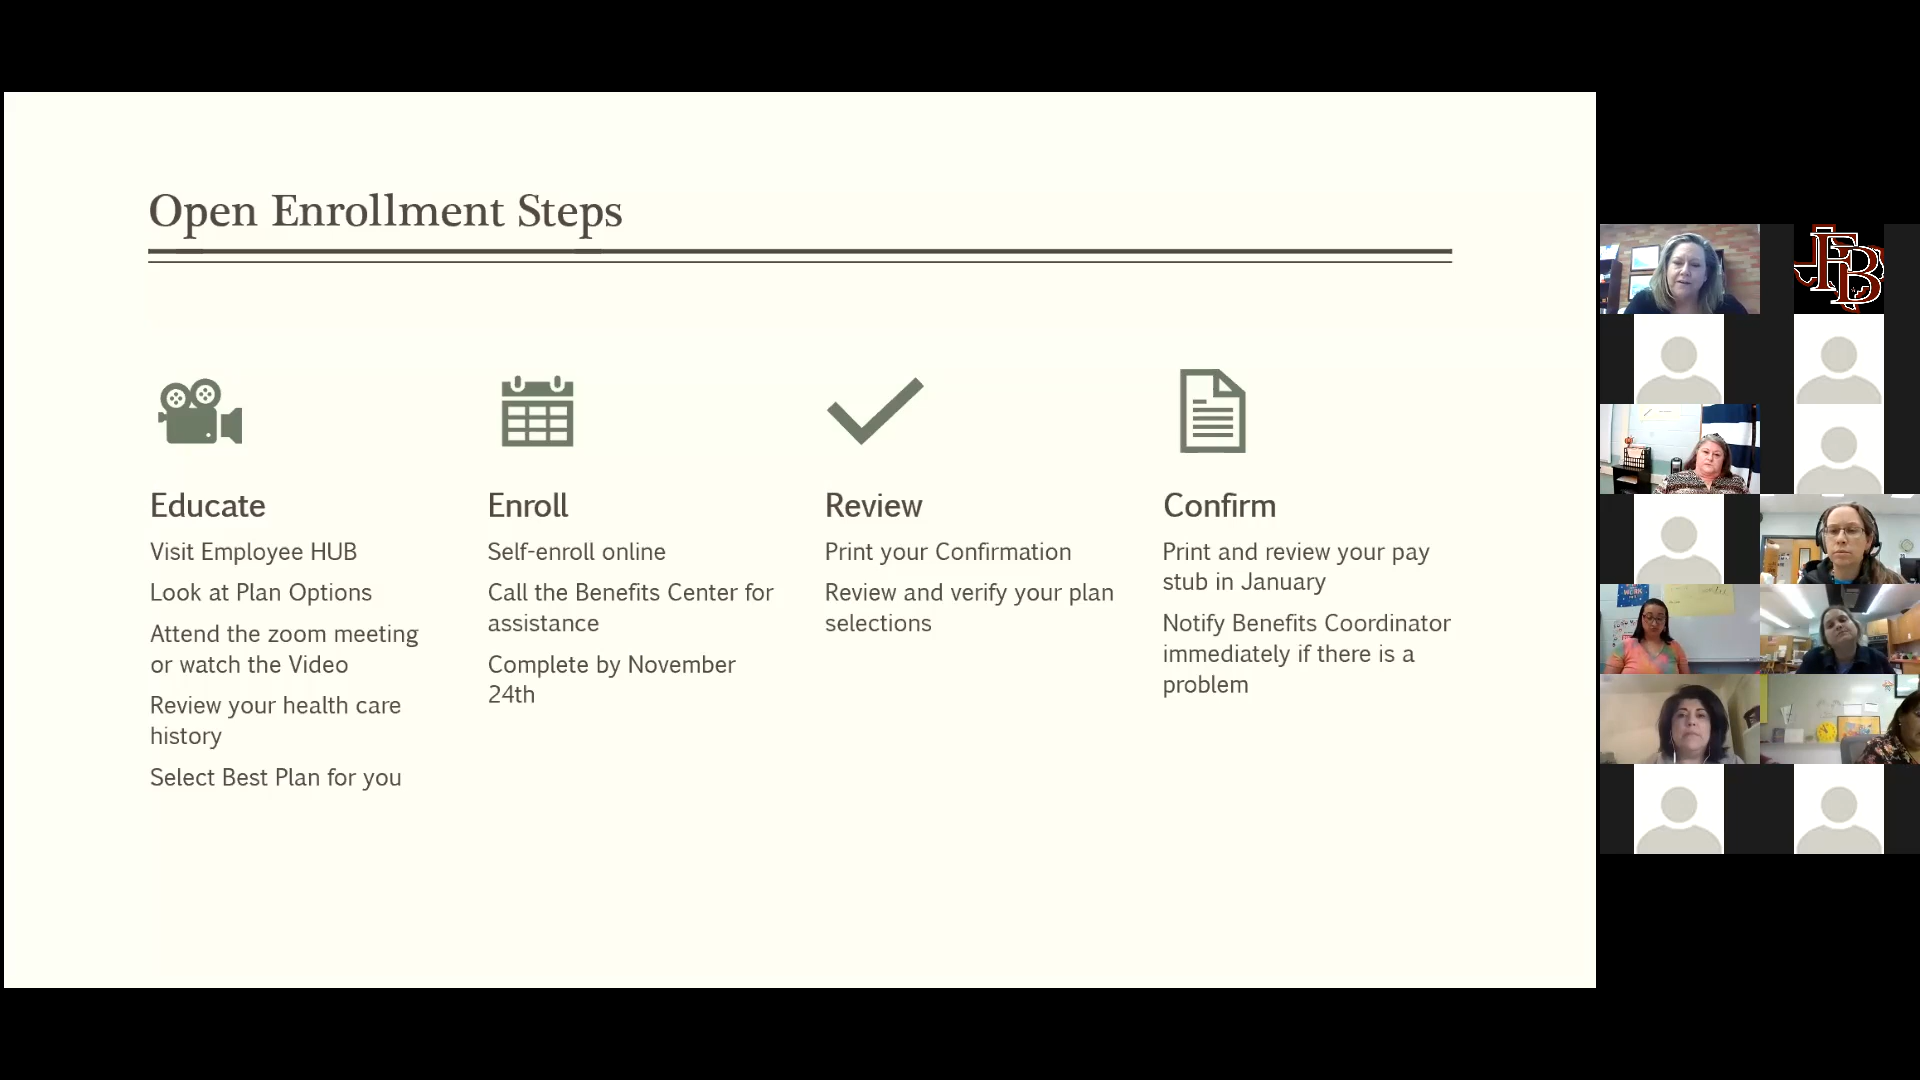 Open Enrollment Steps
Educate
Visit Employee HUB
Look at Plan Options
Attend the zoom meeting
or watch the Video
Review your health care
history
Select Best Plan for you
Enroll
Self-enroll online
Call the Benefits Center for
assistance
Complete by November
24th
Review
Print your Confirmation
Review and verify your plan
selections
Confirm
Print and review your pay
stub in January
Notify Benefits Coordinator
immediately if there is a
problem
FB
WORK